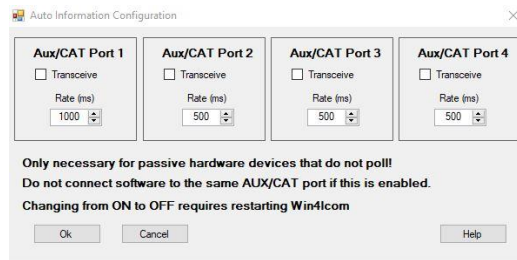 Auto Information Configuration
Aux/CAT Port 1 Aux/CAT Port 2 Aux/CAT Port 3 Aux/CAT Port 4
Transceive Transceive Transceive Transceive
Rate (ms) Rate (ms) Rate (ms) Rate (ms)
1000 500 500 500
Only necessary for passive hardware devices that do not poll!
Do not connect software to the same AUX/CAT port if this is enabled.
Changing from ON to OFF requires restarting Win4Icom
Ok Cancel Help